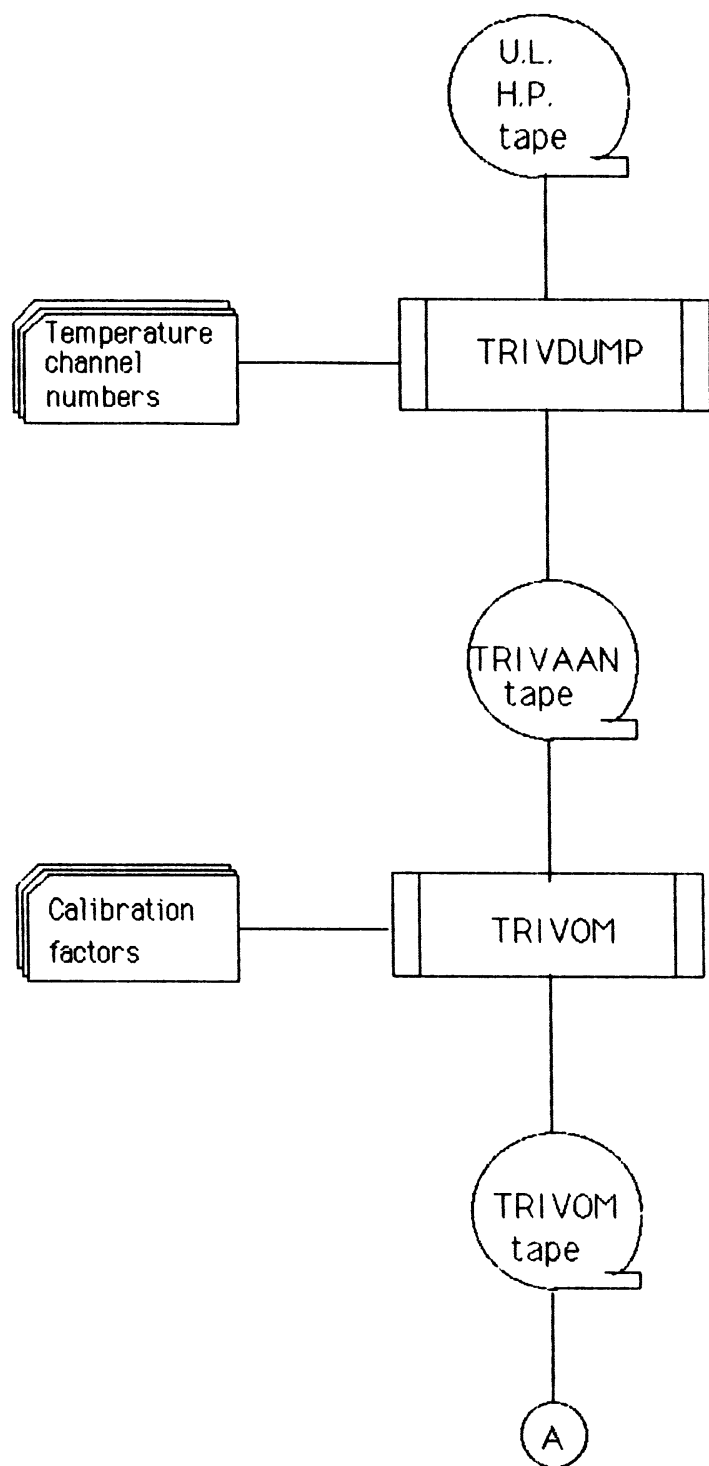 U.L.
H.P.
tape
Temperature
channel
numbers
TRIVDUMP
TRIVAAN
tape
Calibration
factors
TRIVOM
TRIVOM
tape
A